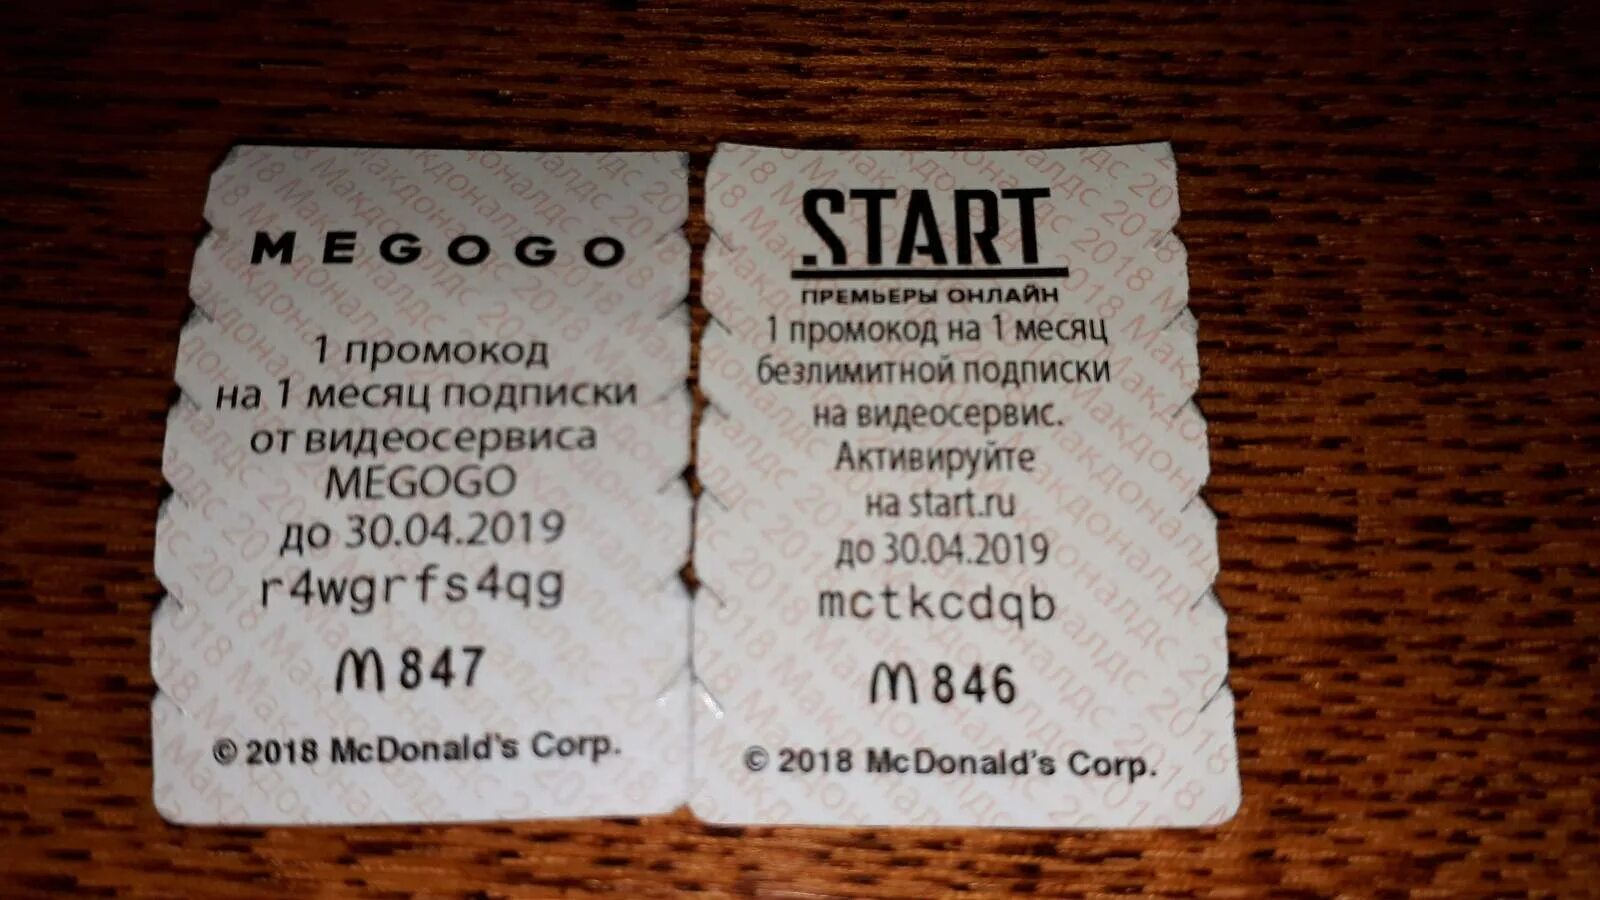 MEGOGO
1 промокод
на 1 месяц подписки
от видеосервиса
MEGOGO
до 30.04.2019
r4wgrfs4qg
m 847
© 2018 McDonald's Corp.
START
ПРЕМЬЕРЫ ОНЛАЙН
1 промокод на 1 месяц
безлимитной подписки
на видеосервис.
Активируйте
на start.ru
до 30.04.2019
mctkcdqb
m 846
© 2018 McDonald's Corp.